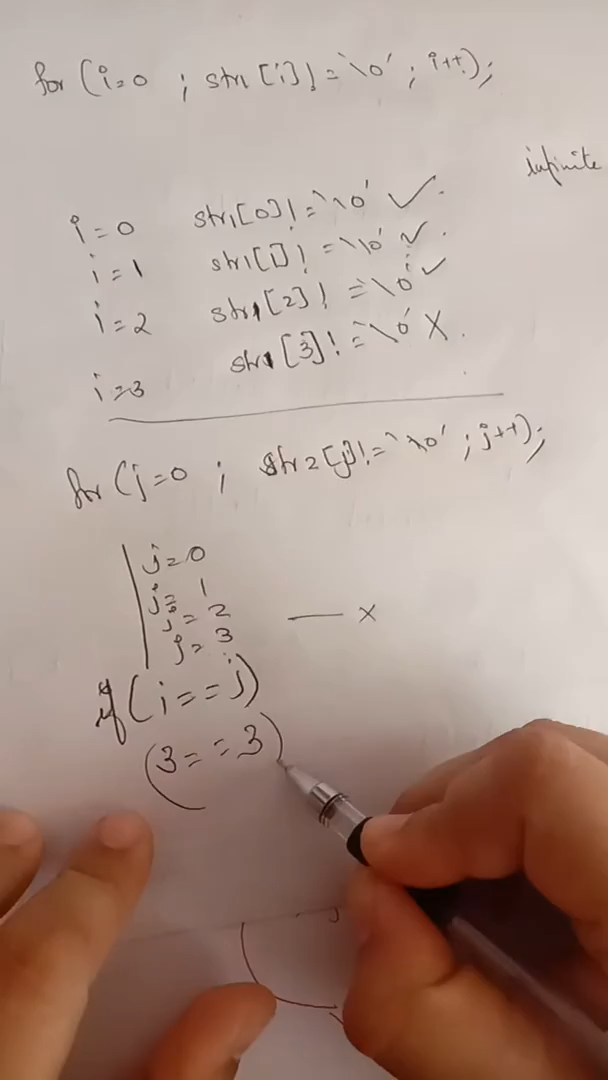 for (i=0 ; str1[i]!='\0' ; i++);
infinite
i=0 str1[0]!='\0' ✓.
i=1 str1[1]!='\0' ✓.
i=2 str1[2]!='\0' ✓
i=3 str1[3]!='\0' X.
for (j=0 ; str2[j]!='\0' ; j++);
j=0
j=1
j=2 — x
j=3
if (i==j)
(3==3)